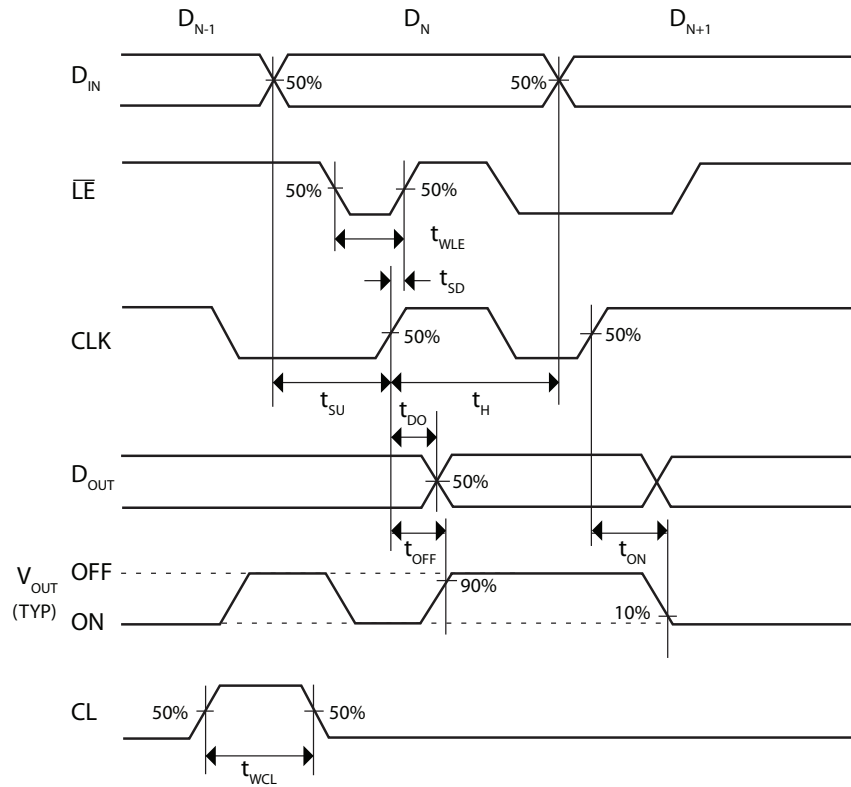 D_N-1 D_N D_N+1
D_IN 50% 50%
L̅E̅ 50% 50%
t_WLE
t_SD
CLK 50% 50%
t_SU t_DO t_H
D_OUT 50%
t_OFF t_ON
V_OUT (TYP) OFF 90%
ON 10%
CL 50% 50%
t_WCL